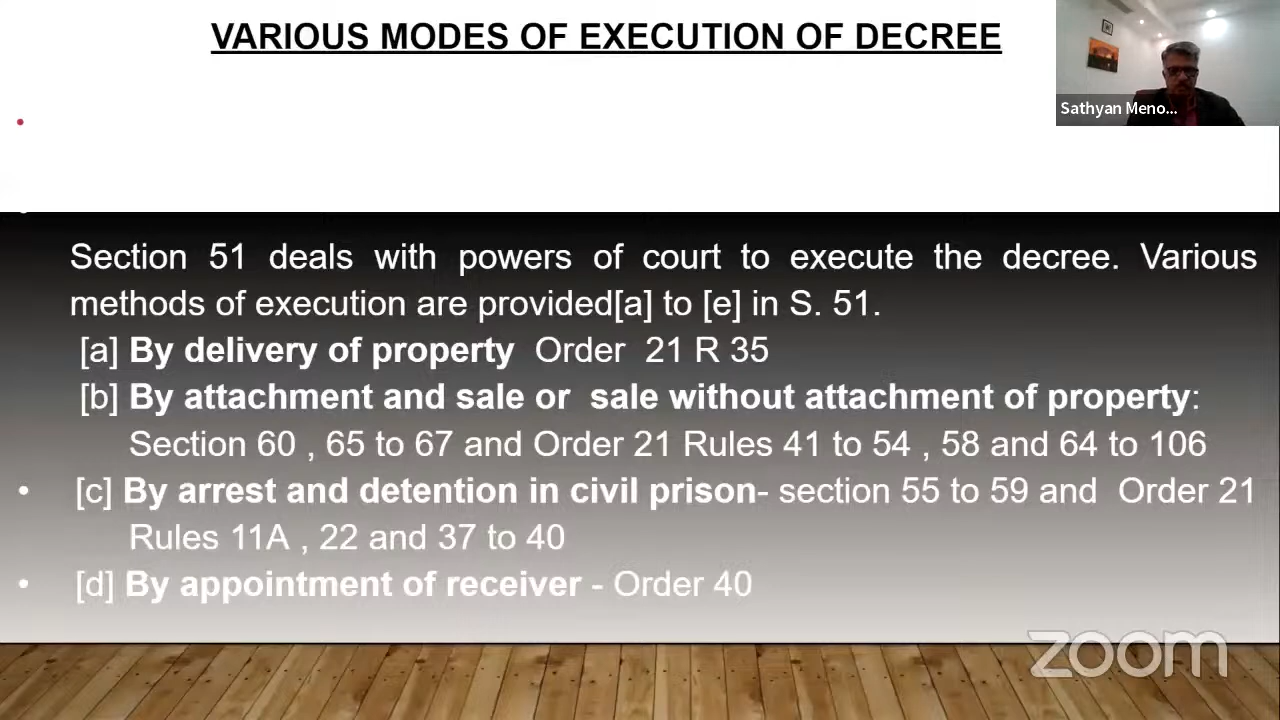 VARIOUS MODES OF EXECUTION OF DECREE
Sathyan Meno...
Section 51 deals with powers of court to execute the decree. Various
methods of execution are provided[a] to [e] in S. 51.
[a] By delivery of property Order 21 R 35
[b] By attachment and sale or sale without attachment of property:
Section 60 , 65 to 67 and Order 21 Rules 41 to 54 , 58 and 64 to 106
• [c] By arrest and detention in civil prison- section 55 to 59 and Order 21
Rules 11A , 22 and 37 to 40
• [d] By appointment of receiver - Order 40
zoom